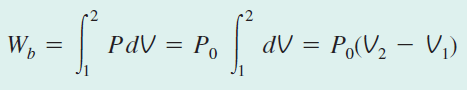 W_b = ∫_1^2 P dV = P_0 ∫_1^2 dV = P_0(V_2 − V_1)